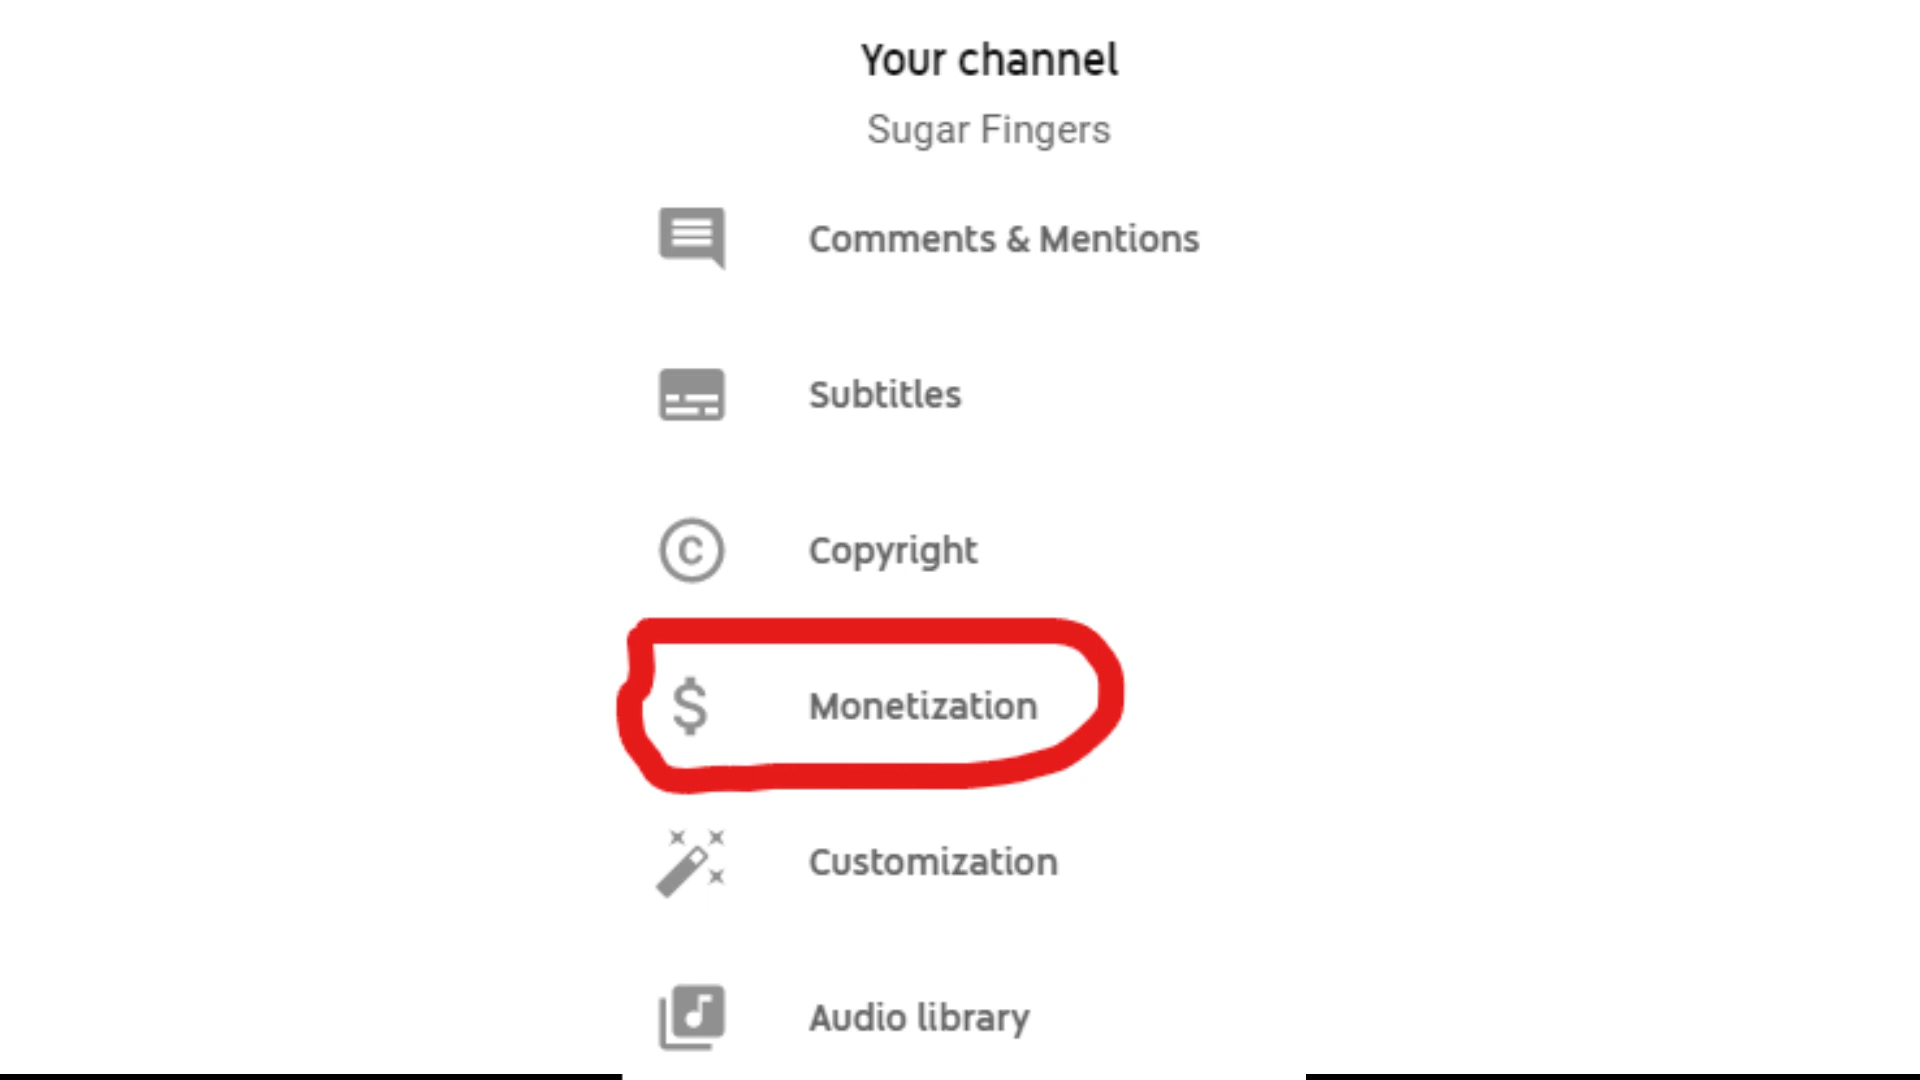 Your channel
Sugar Fingers
Comments & Mentions
Subtitles
Copyright
Monetization
Customization
Audio library